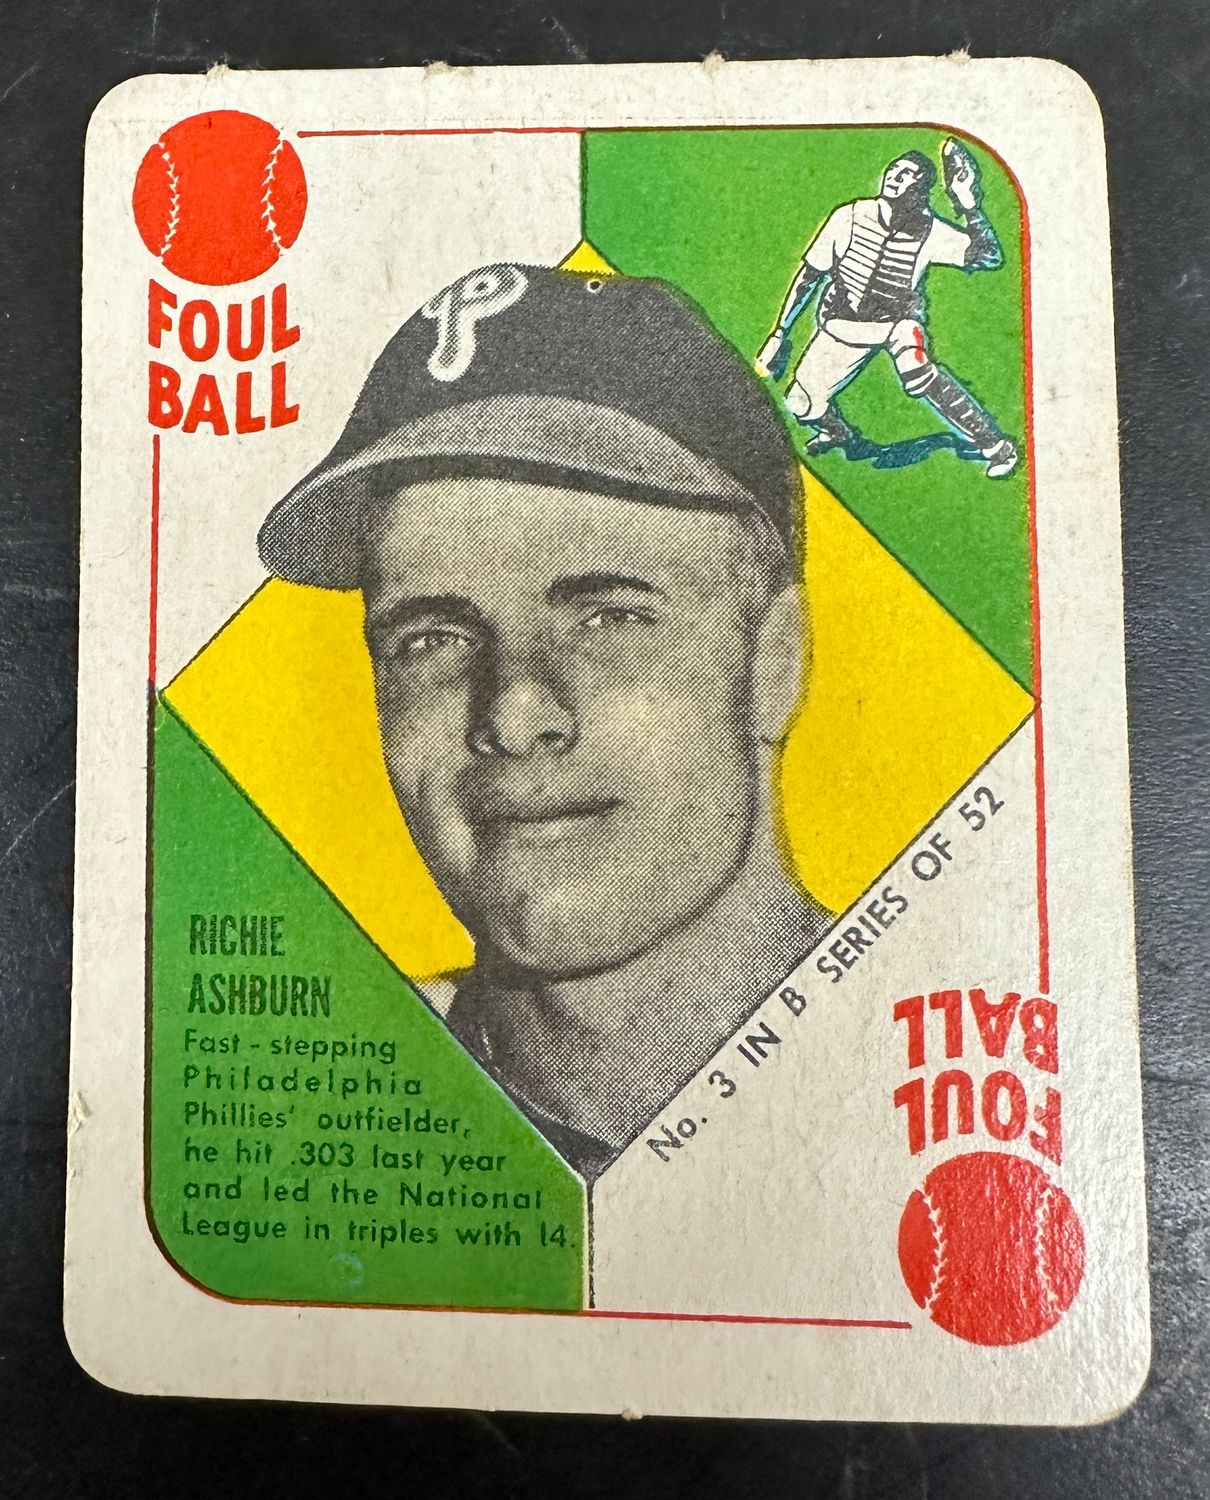 FOUL
BALL
P
RICHIE
ASHBURN
Fast - stepping
Philadelphia
Phillies' outfielder,
he hit .303 last year
and led the National
League in triples with 14.
No. 3 IN B SERIES OF 52
FOUL
BALL